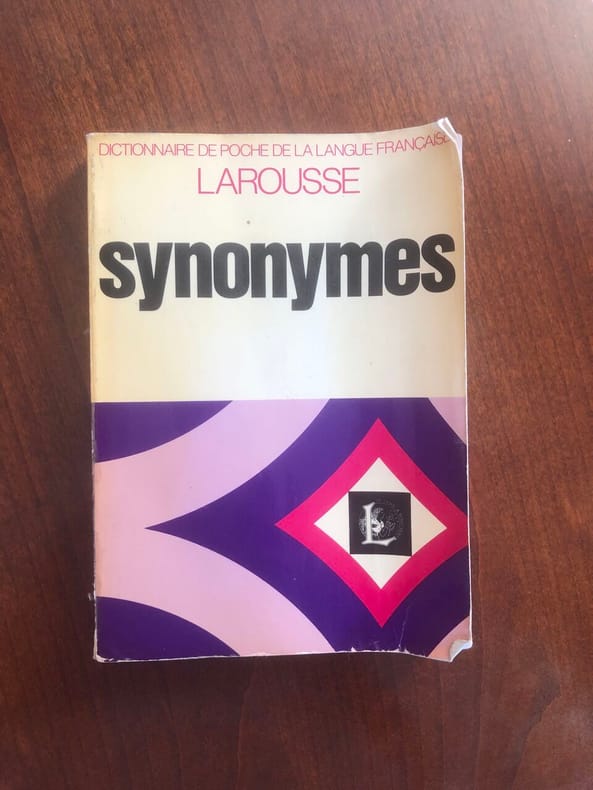 DICTIONNAIRE DE POCHE DE LA LANGUE FRANÇAISE
LAROUSSE
synonymes
L